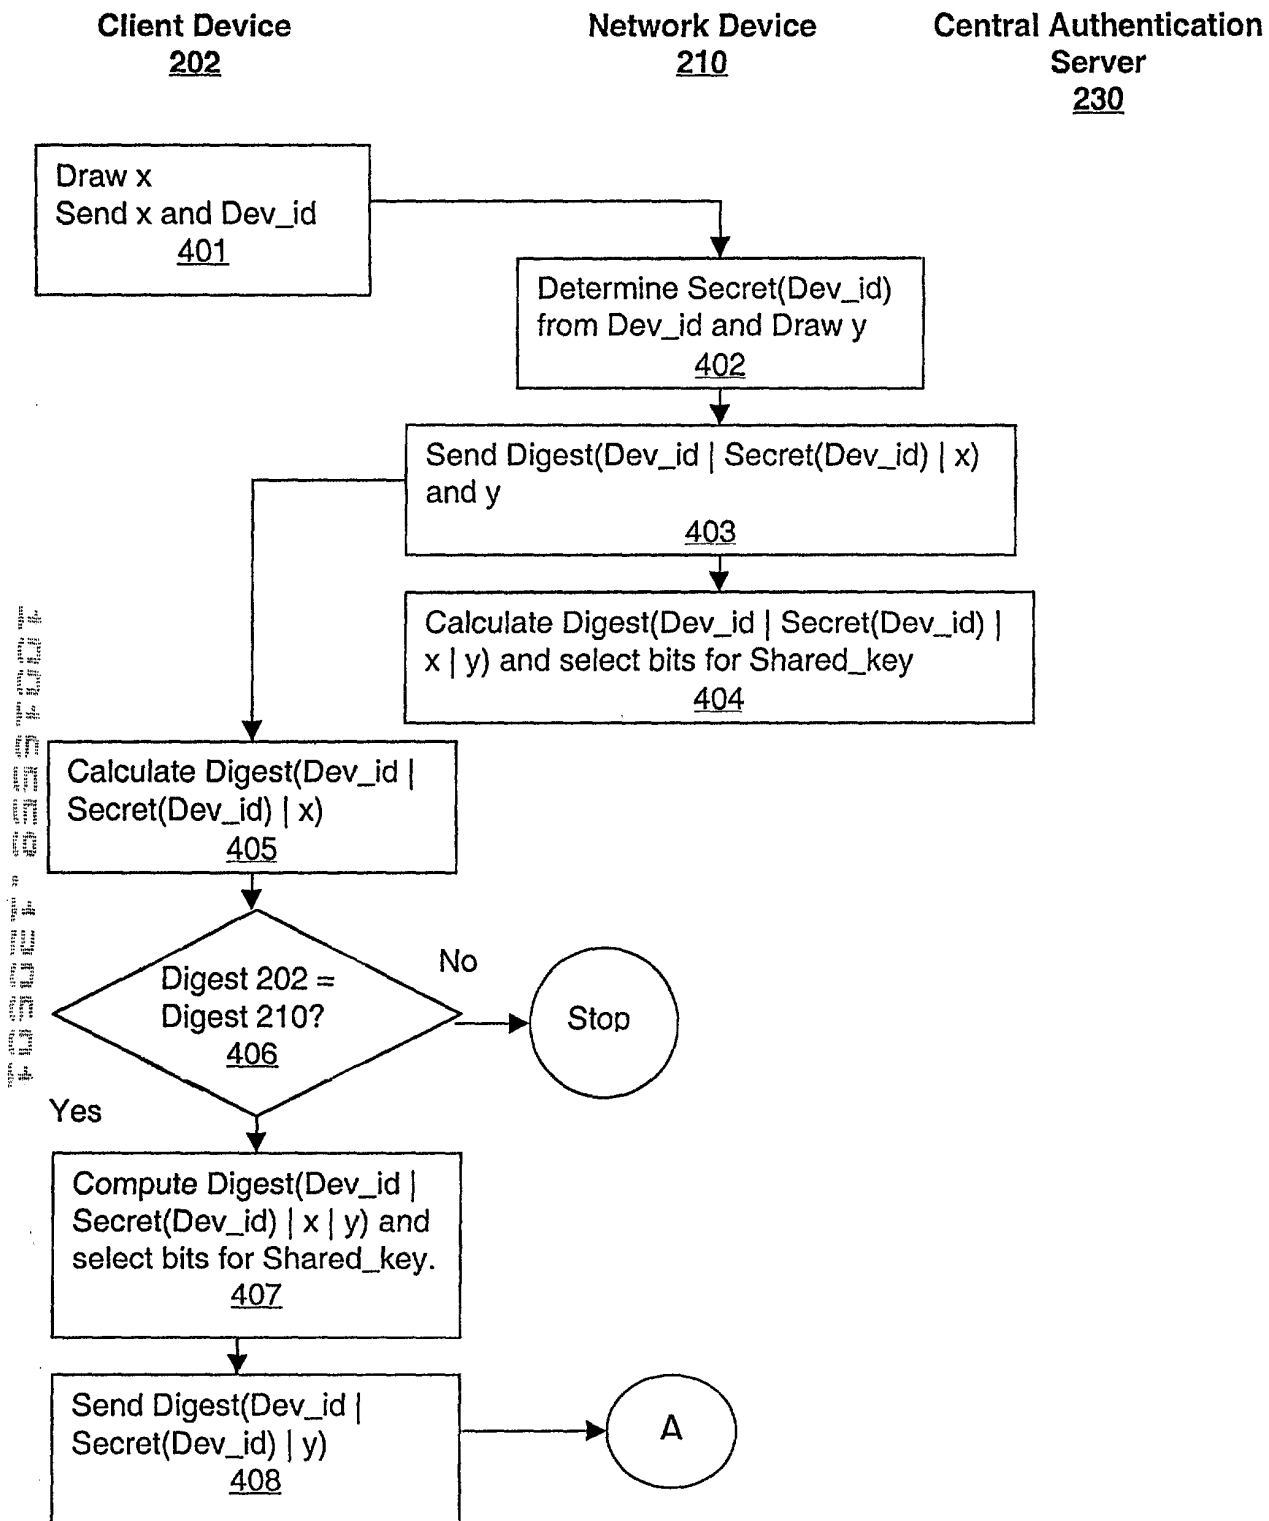 Client Device
202
Network Device
210
Central Authentication
Server
230
Draw x
Send x and Dev_id
401
Determine Secret(Dev_id)
from Dev_id and Draw y
402
Send Digest(Dev_id | Secret(Dev_id) | x)
and y
403
Calculate Digest(Dev_id | Secret(Dev_id) |
x | y) and select bits for Shared_key
404
Calculate Digest(Dev_id |
Secret(Dev_id) | x)
405
Digest 202 =
Digest 210?
406
No
Stop
Yes
Compute Digest(Dev_id |
Secret(Dev_id) | x | y) and
select bits for Shared_key.
407
Send Digest(Dev_id |
Secret(Dev_id) | y)
408
A